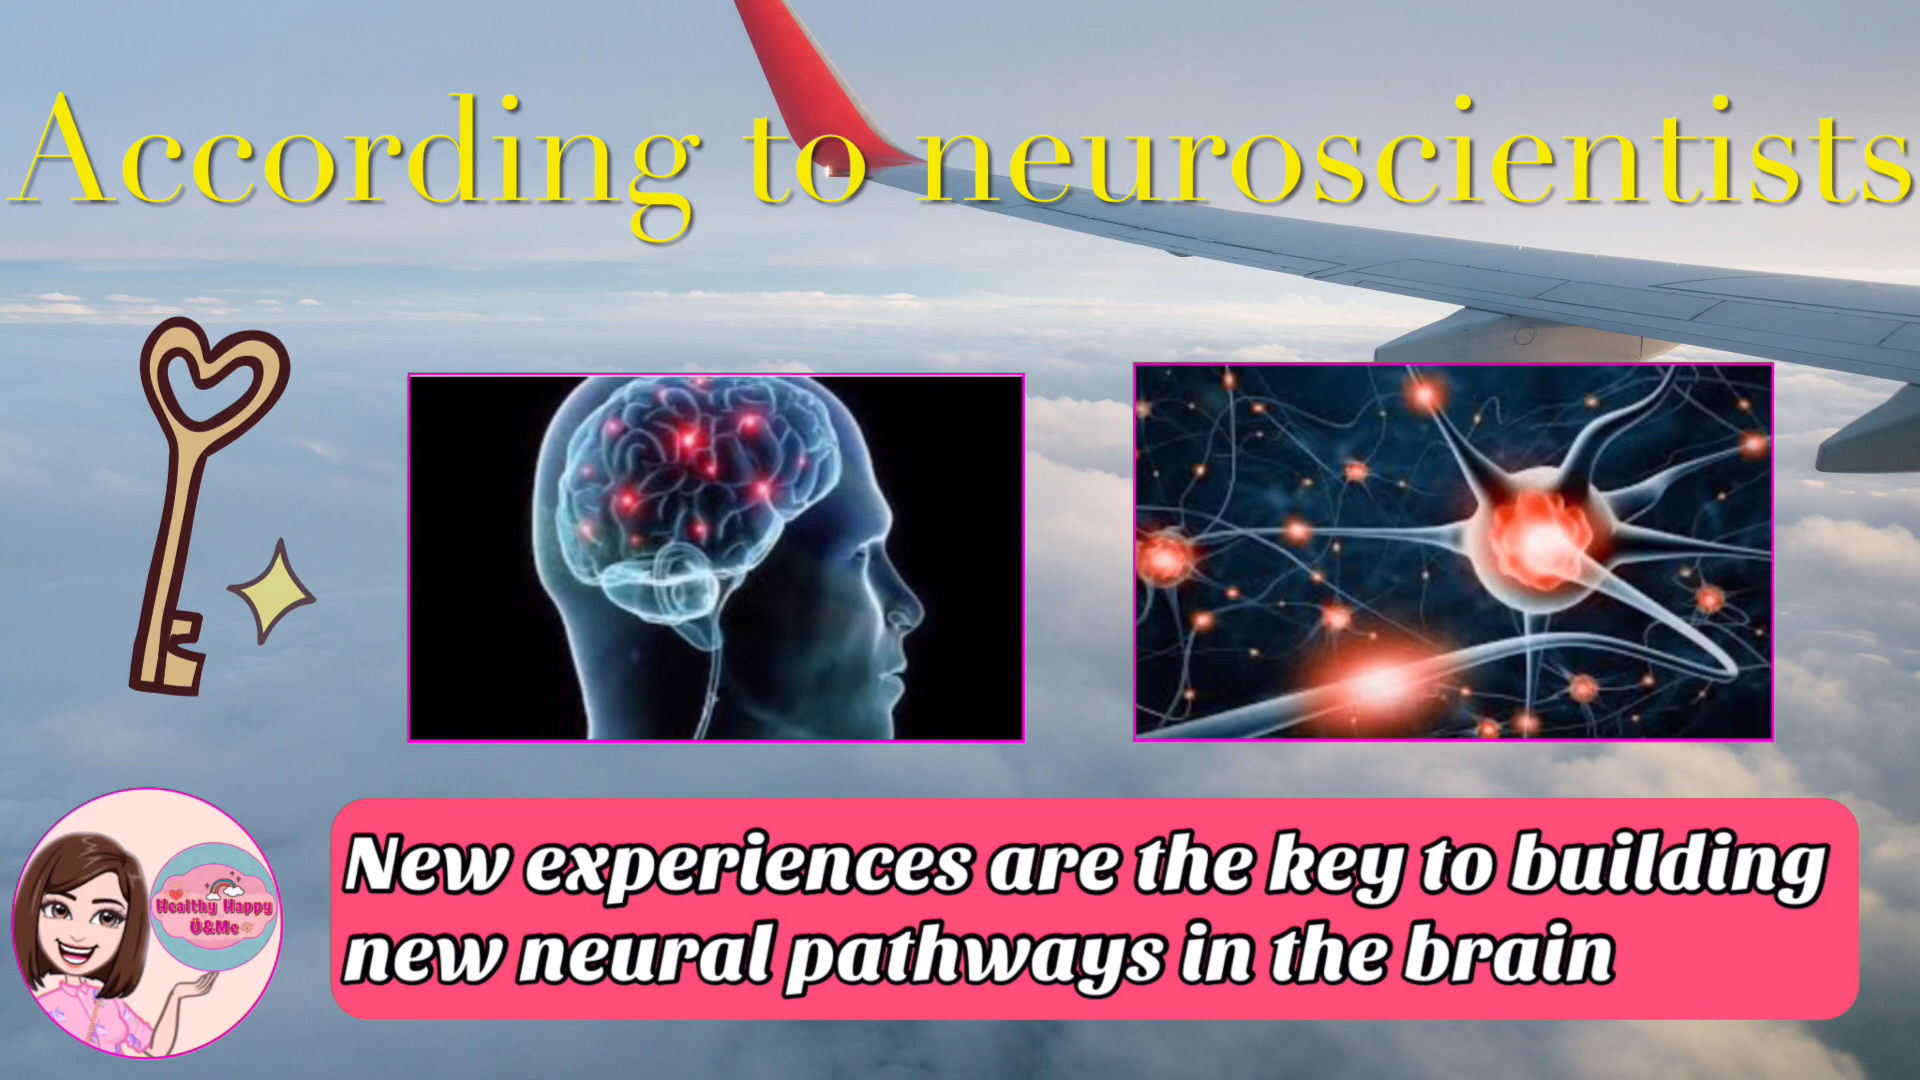 According to neuroscientists
Healthy Happy
Ü&Me
New experiences are the key to building
new neural pathways in the brain